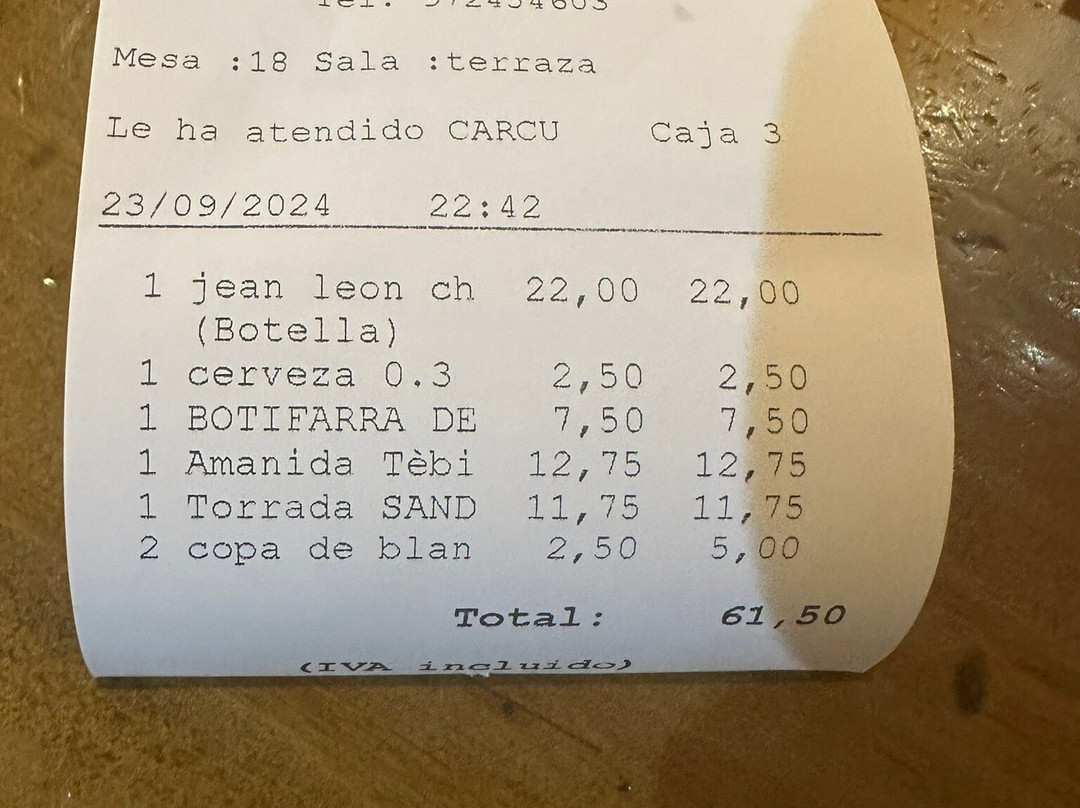 Tel. 972454603
Mesa :18 Sala :terraza
Le ha atendido CARCU Caja 3
23/09/2024 22:42
1 jean leon ch 22,00 22,00
(Botella)
1 cerveza 0.3 2,50 2,50
1 BOTIFARRA DE 7,50 7,50
1 Amanida Tèbi 12,75 12,75
1 Torrada SAND 11,75 11,75
2 copa de blan 2,50 5,00
Total: 61,50
(IVA incluido)